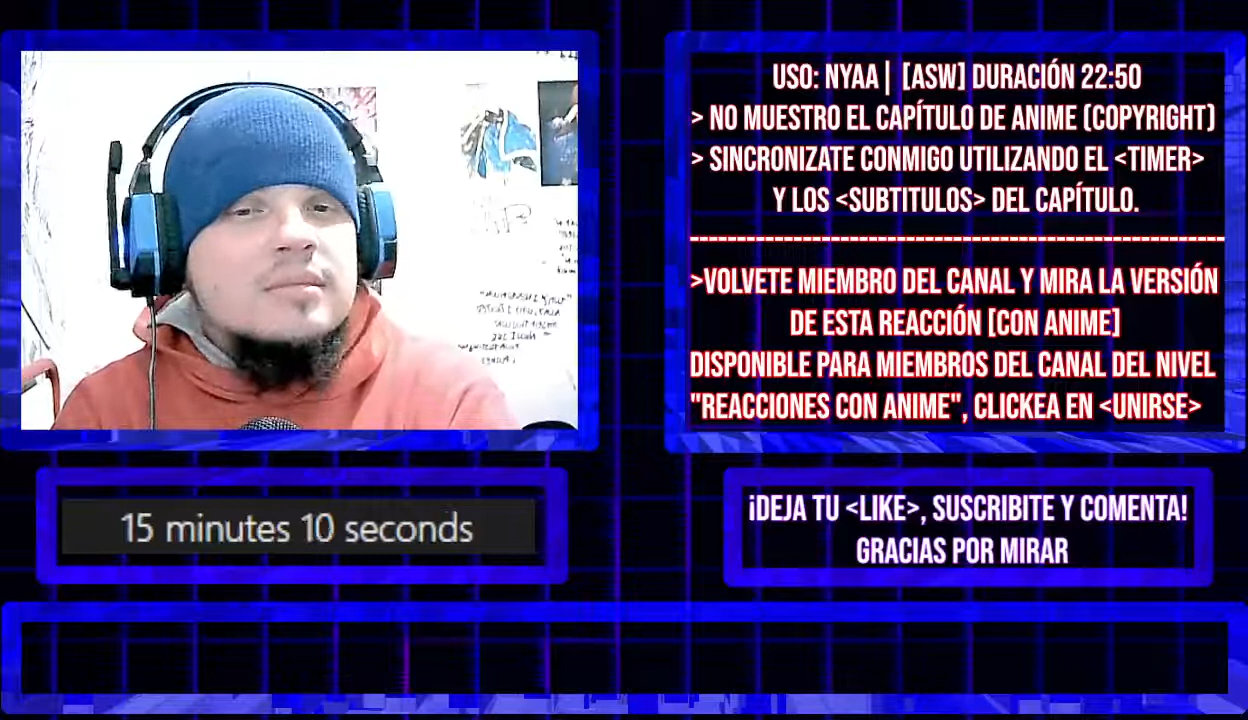 USO: NYAA| [ASW] DURACIÓN 22:50
> NO MUESTRO EL CAPÍTULO DE ANIME (COPYRIGHT)
> SINCRONIZATE CONMIGO UTILIZANDO EL <TIMER>
Y LOS <SUBTITULOS> DEL CAPÍTULO.
------------------------------------------------------------
>VOLVETE MIEMBRO DEL CANAL Y MIRA LA VERSIÓN
DE ESTA REACCIÓN [CON ANIME]
DISPONIBLE PARA MIEMBROS DEL CANAL DEL NIVEL
"REACCIONES CON ANIME", CLICKEA EN <UNIRSE>
15 minutes 10 seconds
¡DEJA TU <LIKE>, SUSCRIBITE Y COMENTA!
GRACIAS POR MIRAR